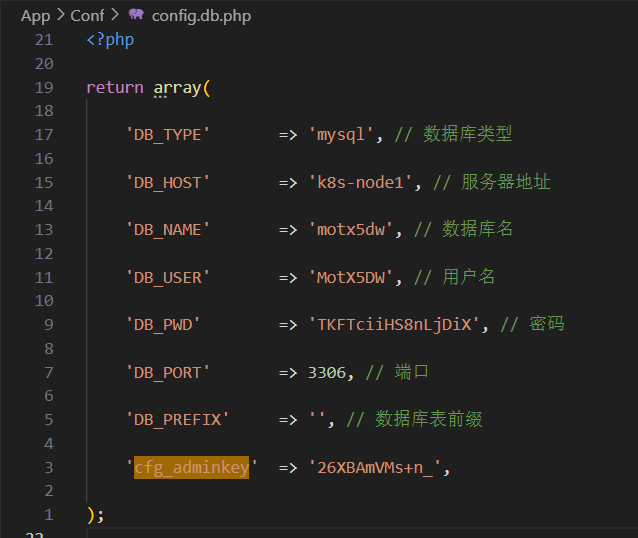 App > Conf > config.db.php
21 <?php
20
19 return array(
18
17 'DB_TYPE' => 'mysql', // 数据库类型
16
15 'DB_HOST' => 'k8s-node1', // 服务器地址
14
13 'DB_NAME' => 'motx5dw', // 数据库名
12
11 'DB_USER' => 'MotX5DW', // 用户名
10
9 'DB_PWD' => 'TKFTciiHS8nLjDiX', // 密码
8
7 'DB_PORT' => 3306, // 端口
6
5 'DB_PREFIX' => '', // 数据库表前缀
4
3 'cfg_adminkey' => '26XBAmVMs+n_',
2
1 );
22